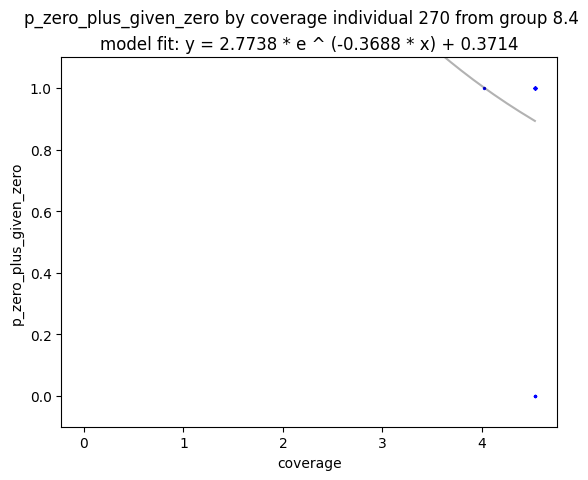 p_zero_plus_given_zero by coverage individual 270 from group 8.4
model fit: y = 2.7738 * e ^ (-0.3688 * x) + 0.3714
1.0
0.8
0.6
0.4
0.2
0.0
p_zero_plus_given_zero
0 1 2 3 4
coverage